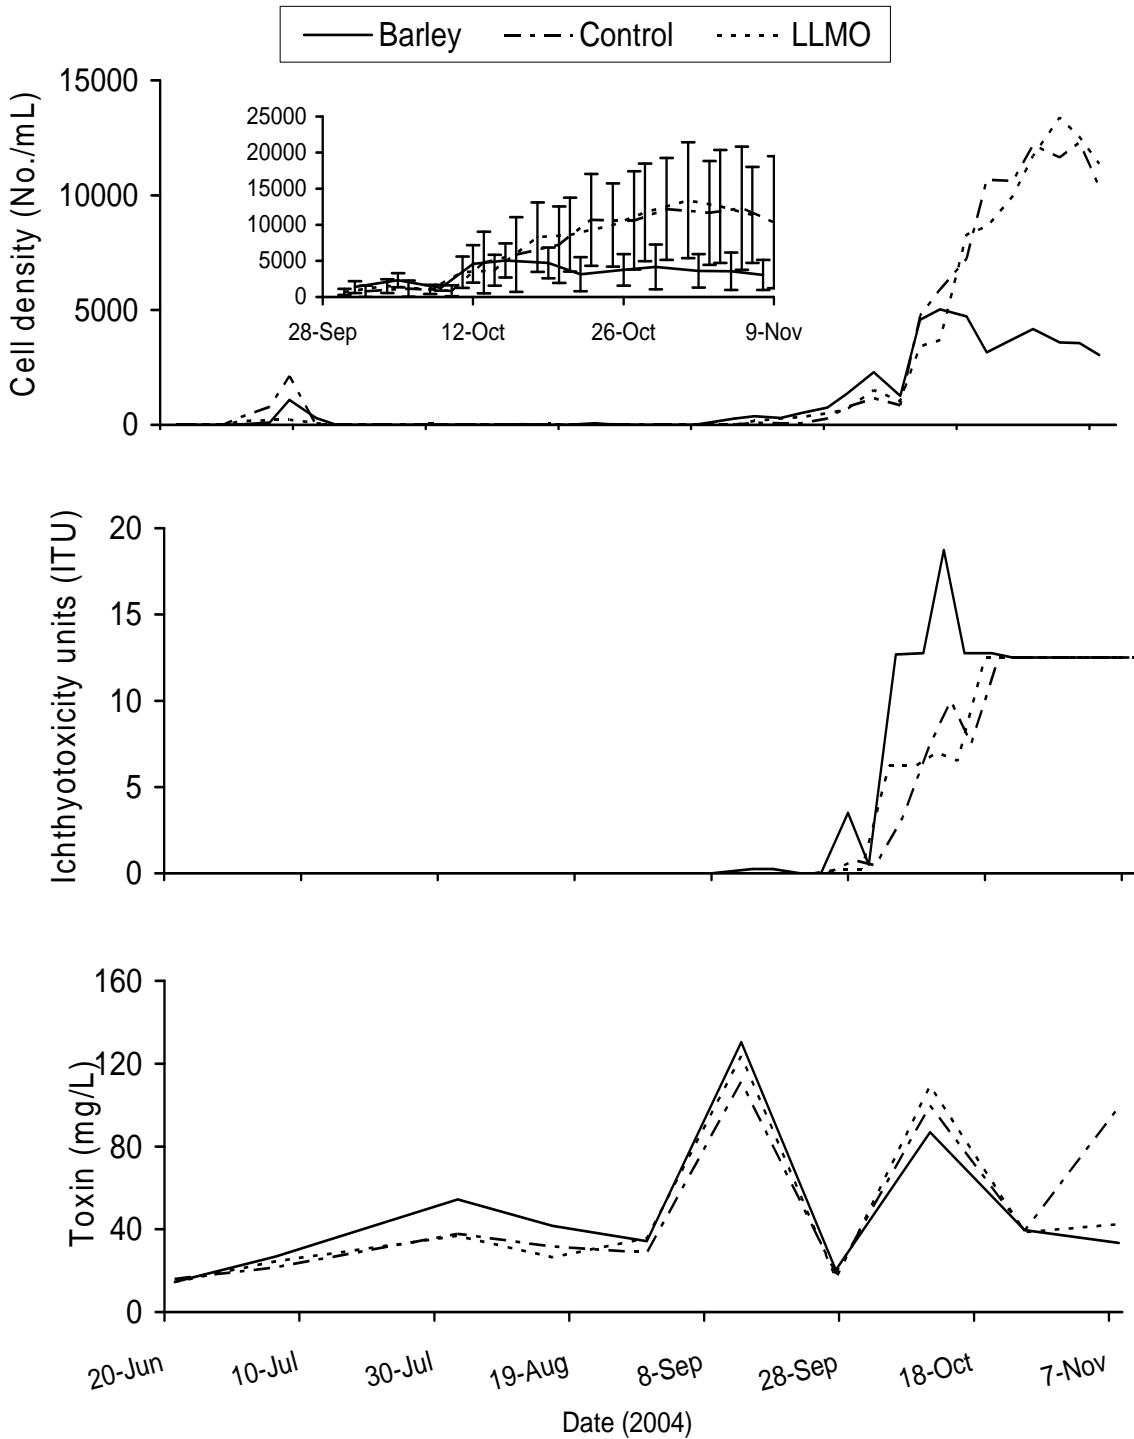 Barley Control LLMO
Cell density (No./mL)
15000
10000
5000
0
25000
20000
15000
10000
5000
0
28-Sep 12-Oct 26-Oct 9-Nov
Ichthyotoxicity units (ITU)
20
15
10
5
0
Toxin (mg/L)
160
120
80
40
0
20-Jun 10-Jul 30-Jul 19-Aug 8-Sep 28-Sep 18-Oct 7-Nov
Date (2004)